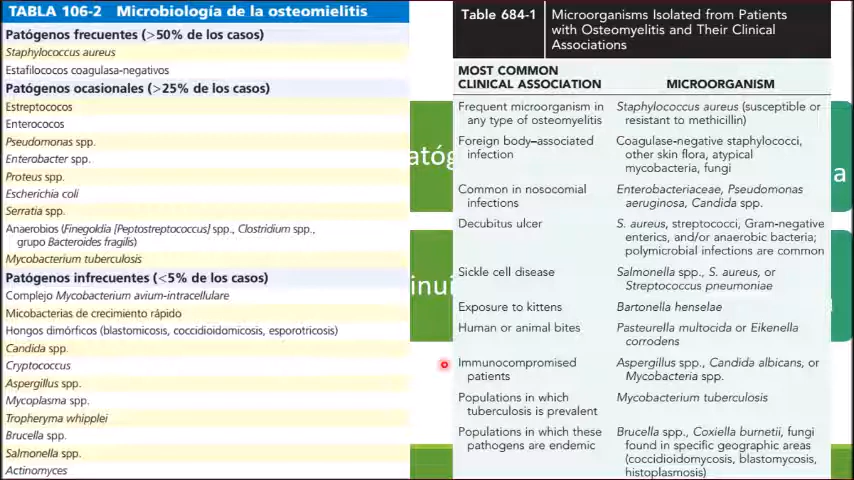 TABLA 106-2 Microbiología de la osteomielitis
Patógenos frecuentes (>50% de los casos)
Staphylococcus aureus
Estafilococos coagulasa-negativos
Patógenos ocasionales (>25% de los casos)
Estreptococos
Enterococos
Pseudomonas spp.
Enterobacter spp.
Proteus spp.
Escherichia coli
Serratia spp.
Anaerobios (Finegoldia [Peptostreptococcus] spp., Clostridium spp.,
grupo Bacteroides fragilis)
Mycobacterium tuberculosis
Patógenos infrecuentes (<5% de los casos)
Complejo Mycobacterium avium-intracellulare
Micobacterias de crecimiento rápido
Hongos dimórficos (blastomicosis, coccidioidomicosis, esporotricosis)
Candida spp.
Cryptococcus
Aspergillus spp.
Mycoplasma spp.
Tropheryma whipplei
Brucella spp.
Salmonella spp.
Actinomyces
atóg
inui
a
Table 684-1 Microorganisms Isolated from Patients
with Osteomyelitis and Their Clinical
Associations
MOST COMMON
CLINICAL ASSOCIATION MICROORGANISM
Frequent microorganism in Staphylococcus aureus (susceptible or
any type of osteomyelitis resistant to methicillin)
Foreign body–associated Coagulase-negative staphylococci,
infection other skin flora, atypical
mycobacteria, fungi
Common in nosocomial Enterobacteriaceae, Pseudomonas
infections aeruginosa, Candida spp.
Decubitus ulcer S. aureus, streptococci, Gram-negative
enterics, and/or anaerobic bacteria;
polymicrobial infections are common
Sickle cell disease Salmonella spp., S. aureus, or
Streptococcus pneumoniae
Exposure to kittens Bartonella henselae
Human or animal bites Pasteurella multocida or Eikenella
corrodens
Immunocompromised Aspergillus spp., Candida albicans, or
patients Mycobacteria spp.
Populations in which Mycobacterium tuberculosis
tuberculosis is prevalent
Populations in which these Brucella spp., Coxiella burnetii, fungi
pathogens are endemic found in specific geographic areas
(coccidioidomycosis, blastomycosis,
histoplasmosis)